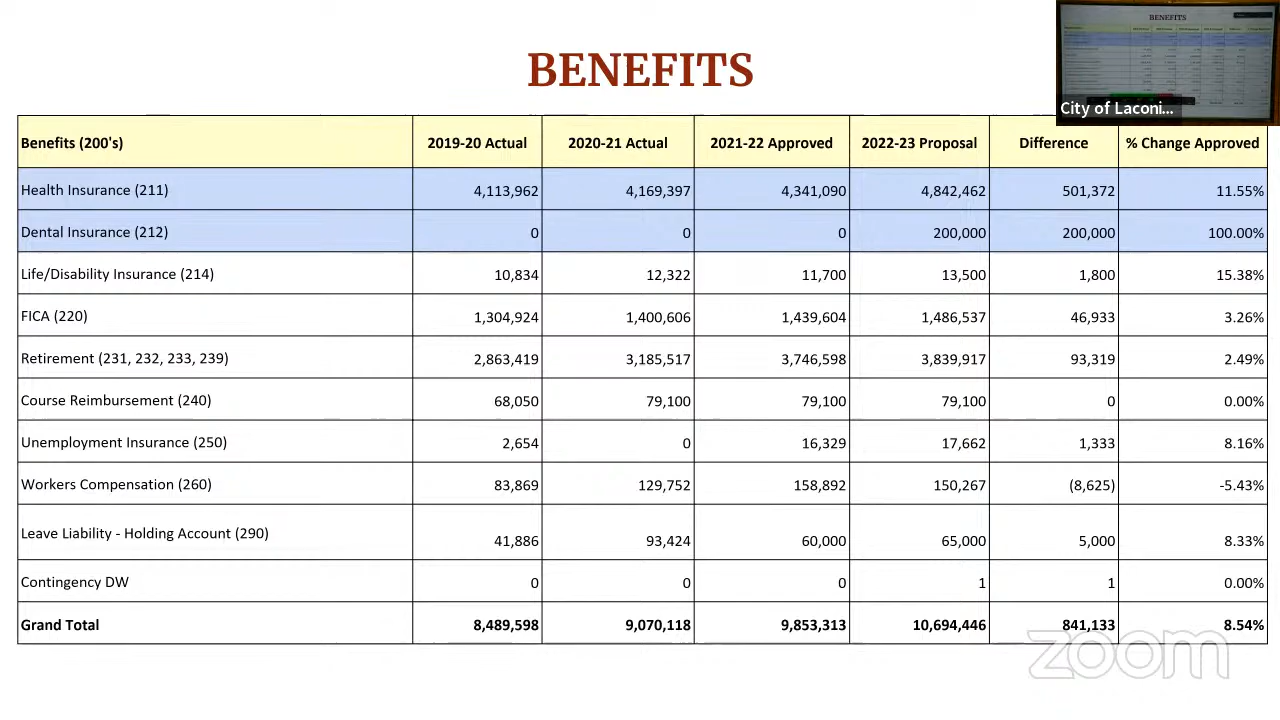 BENEFITS
BENEFITS
City of Laconi...
Benefits (200's) 2019-20 Actual 2020-21 Actual 2021-22 Approved 2022-23 Proposal Difference % Change Approved
Health Insurance (211) 4,113,962 4,169,397 4,341,090 4,842,462 501,372 11.55%
Dental Insurance (212) 0 0 0 200,000 200,000 100.00%
Life/Disability Insurance (214) 10,834 12,322 11,700 13,500 1,800 15.38%
FICA (220) 1,304,924 1,400,606 1,439,604 1,486,537 46,933 3.26%
Retirement (231, 232, 233, 239) 2,863,419 3,185,517 3,746,598 3,839,917 93,319 2.49%
Course Reimbursement (240) 68,050 79,100 79,100 79,100 0 0.00%
Unemployment Insurance (250) 2,654 0 16,329 17,662 1,333 8.16%
Workers Compensation (260) 83,869 129,752 158,892 150,267 (8,625) -5.43%
Leave Liability - Holding Account (290) 41,886 93,424 60,000 65,000 5,000 8.33%
Contingency DW 0 0 0 1 1 0.00%
Grand Total 8,489,598 9,070,118 9,853,313 10,694,446 841,133 8.54%
zoom